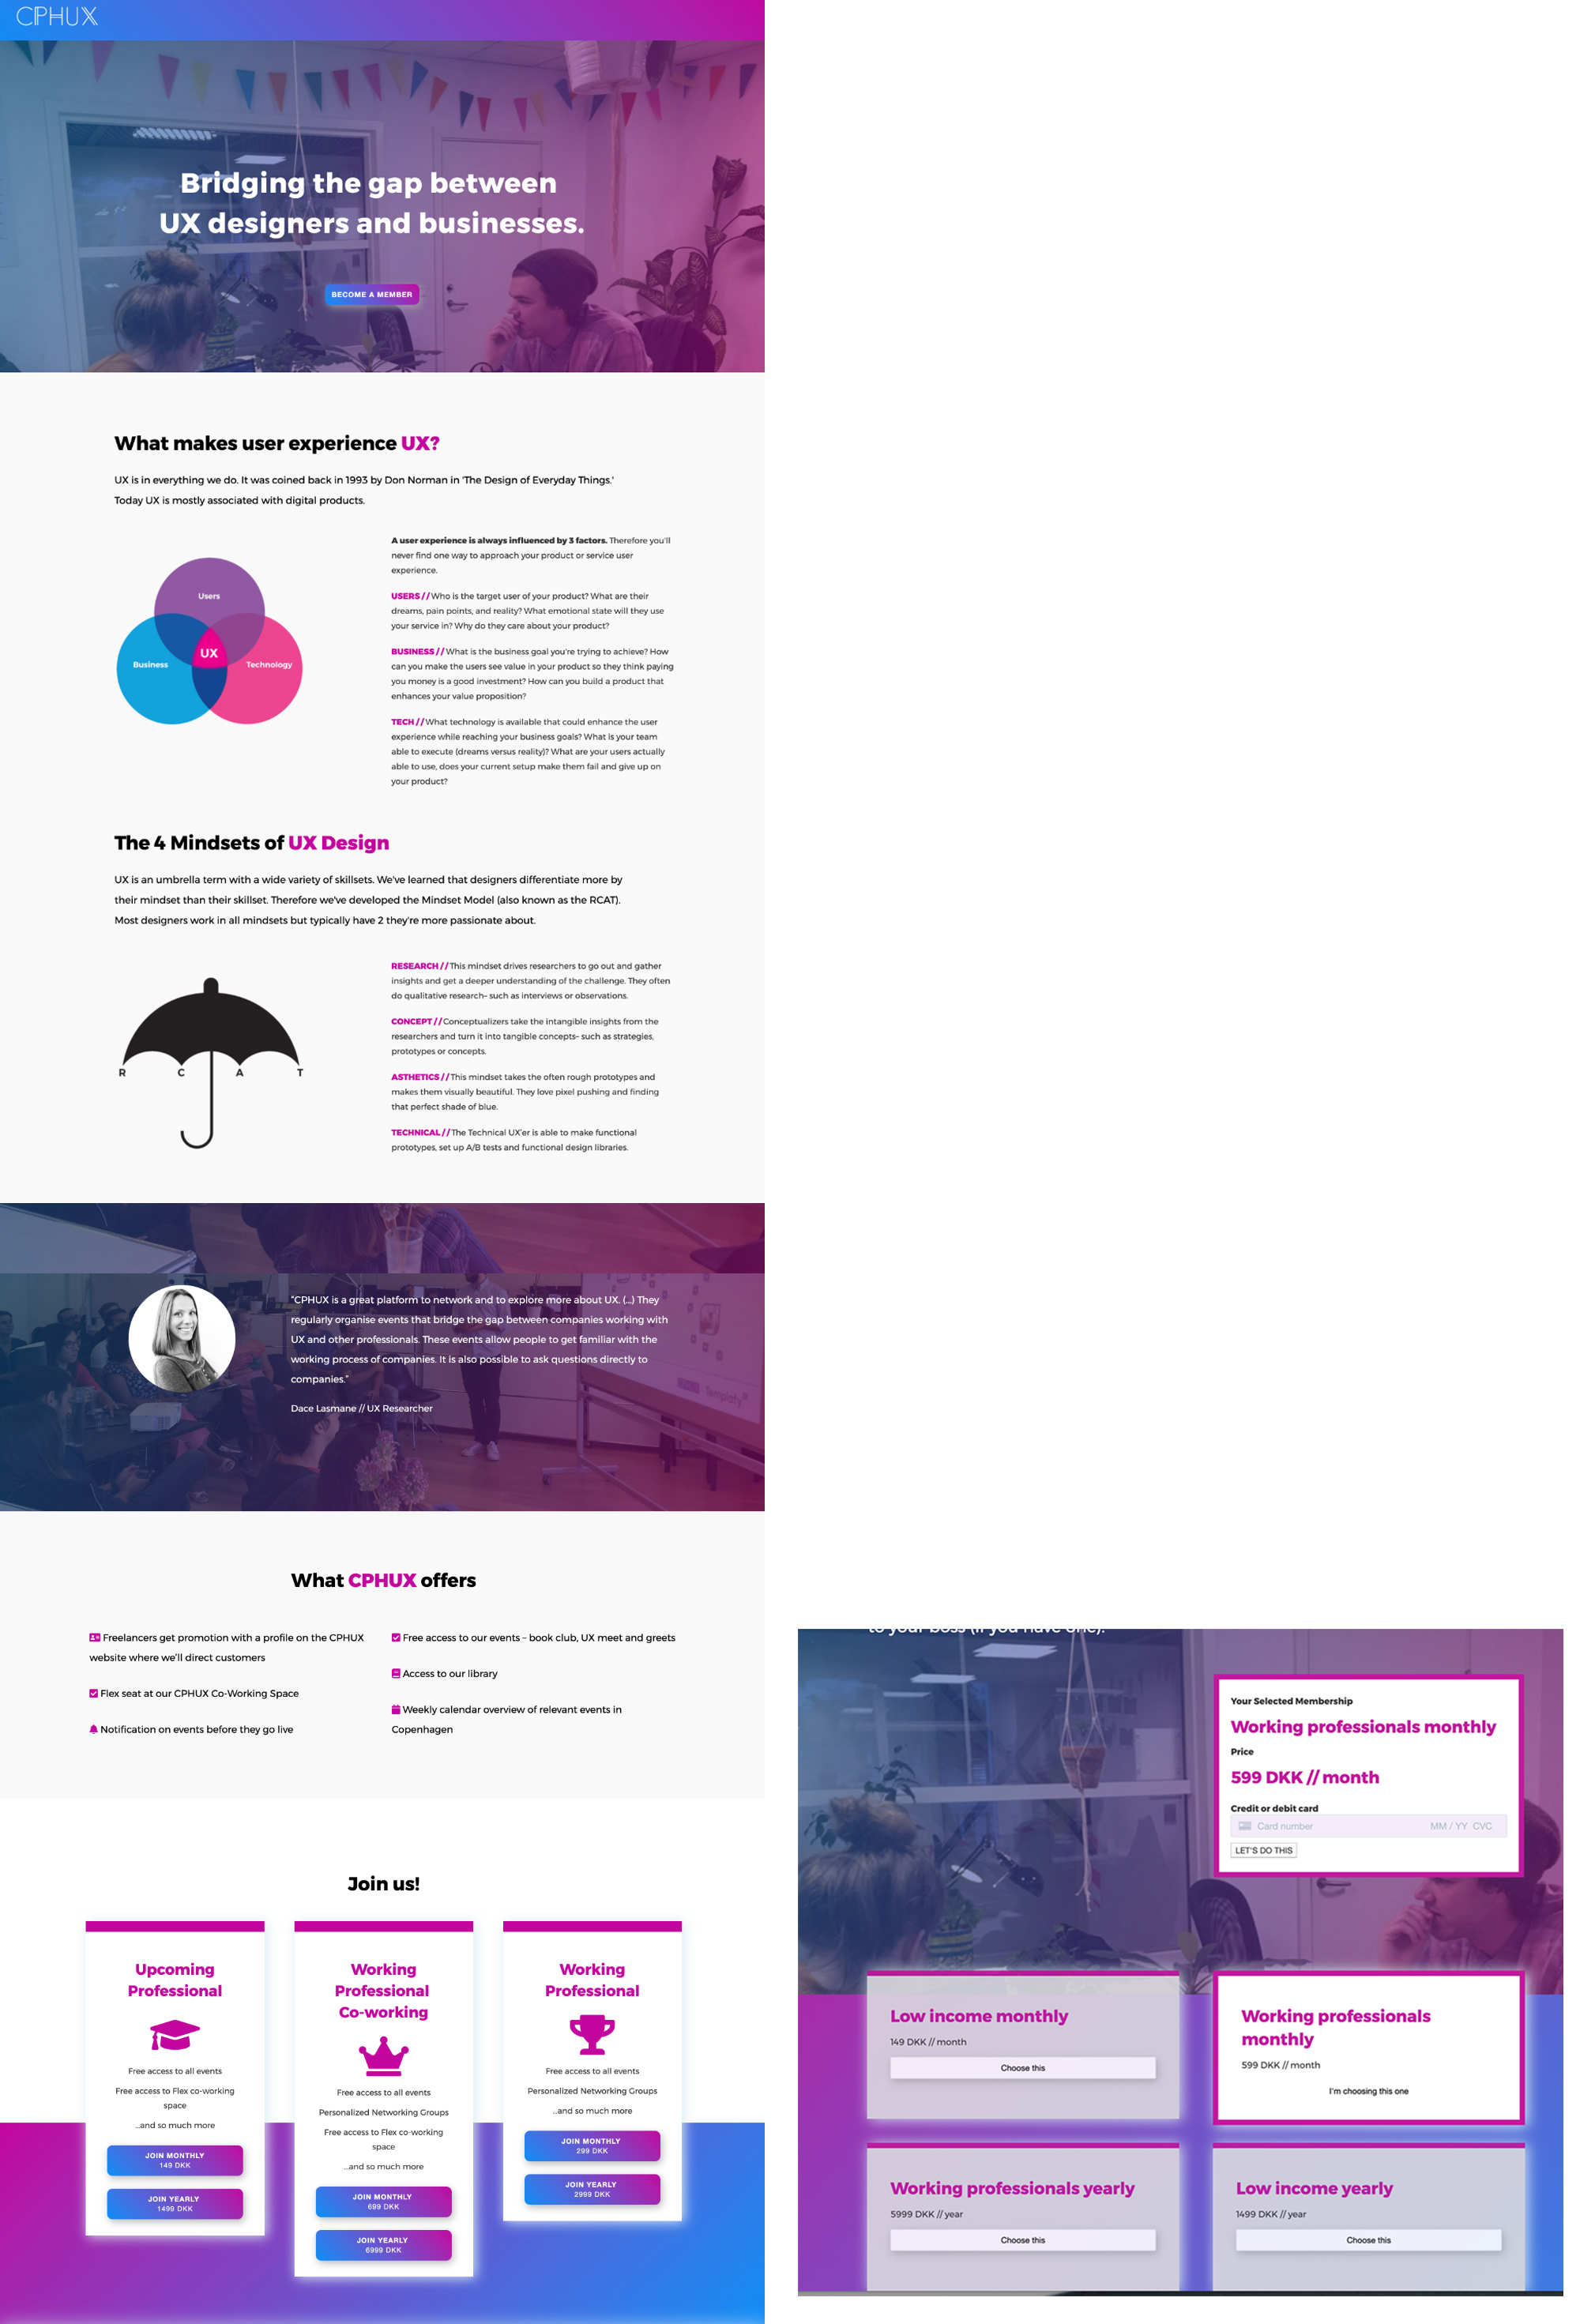 CPHUX
Bridging the gap between
UX designers and businesses.
BECOME A MEMBER
What makes user experience UX?
UX is in everything we do. It was coined back in 1993 by Don Norman in 'The Design of Everyday Things.'
Today UX is mostly associated with digital products.
Users
Business
UX
Technology
A user experience is always influenced by 3 factors. Therefore you'll
never find one way to approach your product or service user
experience.
USERS // Who is the target user of your product? What are their
dreams, pain points, and reality? What emotional state will they use
your service in? Why do they care about your product?
BUSINESS // What is the business goal you're trying to achieve? How
can you make the users see value in your product so they think paying
you money is a good investment? How can you build a product that
enhances your value proposition?
TECH // What technology is available that could enhance the user
experience while reaching your business goals? What is your team
able to execute (dreams versus reality)? What are your users actually
able to use, does your current setup make them fail and give up on
your product?
The 4 Mindsets of UX Design
UX is an umbrella term with a wide variety of skillsets. We've learned that designers differentiate more by
their mindset than their skillset. Therefore we've developed the Mindset Model (also known as the RCAT).
Most designers work in all mindsets but typically have 2 they're more passionate about.
R C A T
RESEARCH // This mindset drives researchers to go out and gather
insights and get a deeper understanding of the challenge. They often
do qualitative research– such as interviews or observations.
CONCEPT // Conceptualizers take the intangible insights from the
researchers and turn it into tangible concepts– such as strategies,
prototypes or concepts.
ASTHETICS // This mindset takes the often rough prototypes and
makes them visually beautiful. They love pixel pushing and finding
that perfect shade of blue.
TECHNICAL // The Technical UX'er is able to make functional
prototypes, set up A/B tests and functional design libraries.
"CPHUX is a great platform to network and to explore more about UX. (...) They
regularly organise events that bridge the gap between companies working with
UX and other professionals. These events allow people to get familiar with the
working process of companies. It is also possible to ask questions directly to
companies."
Dace Lasmane // UX Researcher
Templafy
What CPHUX offers
Freelancers get promotion with a profile on the CPHUX
website where we'll direct customers
Flex seat at our CPHUX Co-Working Space
Notification on events before they go live
Free access to our events – book club, UX meet and greets
Access to our library
Weekly calendar overview of relevant events in
Copenhagen
Join us!
Upcoming
Professional
Free access to all events
Free access to Flex co-working
space
...and so much more
JOIN MONTHLY
149 DKK
JOIN YEARLY
1499 DKK
Working
Professional
Co-working
Free access to all events
Personalized Networking Groups
Free access to Flex co-working
space
...and so much more
JOIN MONTHLY
699 DKK
JOIN YEARLY
6999 DKK
Working
Professional
Free access to all events
Personalized Networking Groups
...and so much more
JOIN MONTHLY
299 DKK
JOIN YEARLY
2999 DKK
to your boss (if you have one).
Your Selected Membership
Working professionals monthly
Price
599 DKK // month
Credit or debit card
Card number MM / YY CVC
LET'S DO THIS
Low income monthly
149 DKK // month
Choose this
Working professionals
monthly
599 DKK // month
I'm choosing this one
Working professionals yearly
5999 DKK // year
Choose this
Low income yearly
1499 DKK // year
Choose this